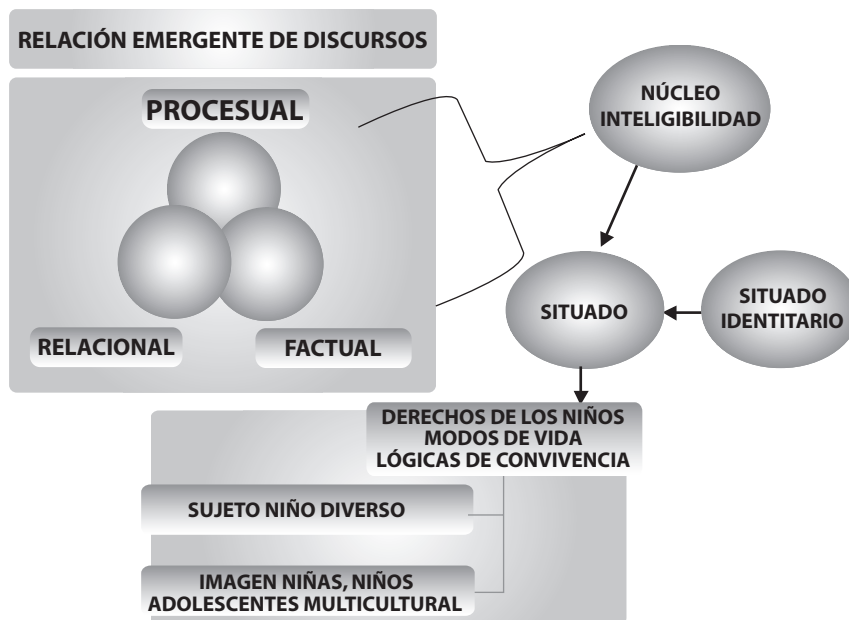 RELACIÓN EMERGENTE DE DISCURSOS
PROCESUAL
RELACIONAL
FACTUAL
NÚCLEO
INTELIGIBILIDAD
SITUADO
SITUADO
IDENTITARIO
DERECHOS DE LOS NIÑOS
MODOS DE VIDA
LÓGICAS DE CONVIVENCIA
SUJETO NIÑO DIVERSO
IMAGEN NIÑAS, NIÑOS
ADOLESCENTES MULTICULTURAL